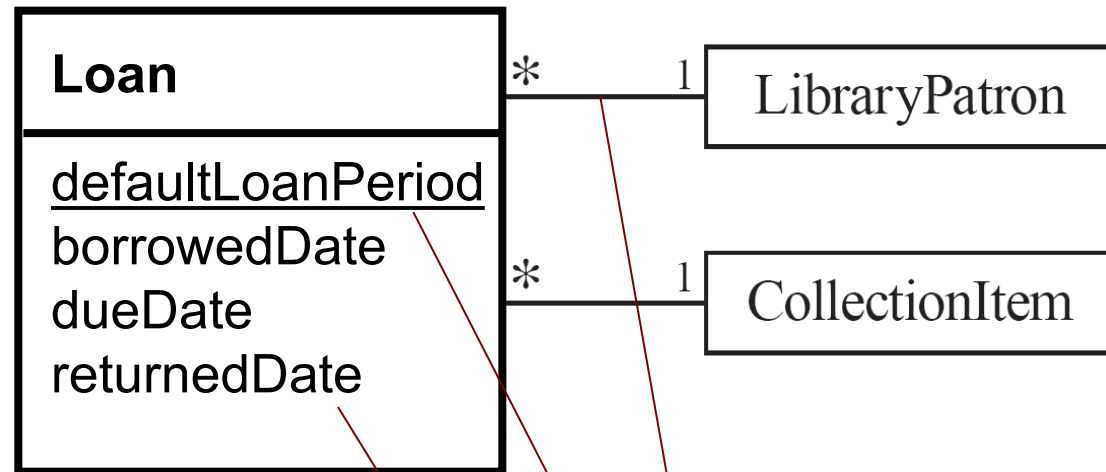 Loan
defaultLoanPeriod
borrowedDate
dueDate
returnedDate
* 1
LibraryPatron
* 1
CollectionItem